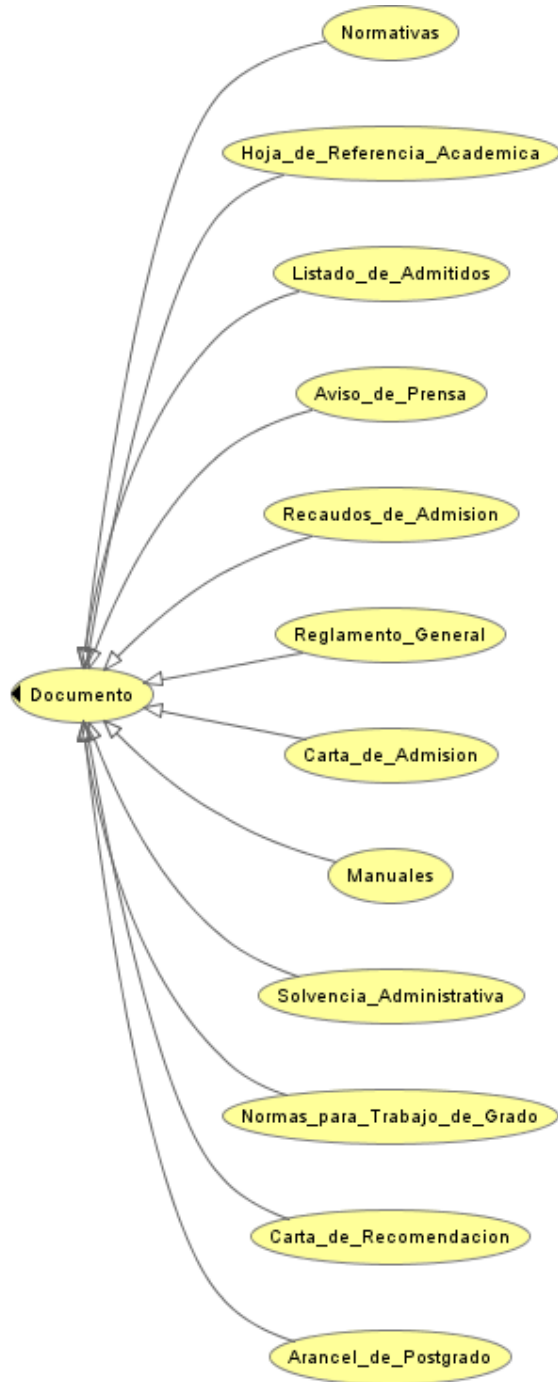 Normativas
Hoja_de_Referencia_Academica
Listado_de_Admitidos
Aviso_de_Prensa
Recaudos_de_Admision
Reglamento_General
Documento
Carta_de_Admision
Manuales
Solvencia_Administrativa
Normas_para_Trabajo_de_Grado
Carta_de_Recomendacion
Arancel_de_Postgrado